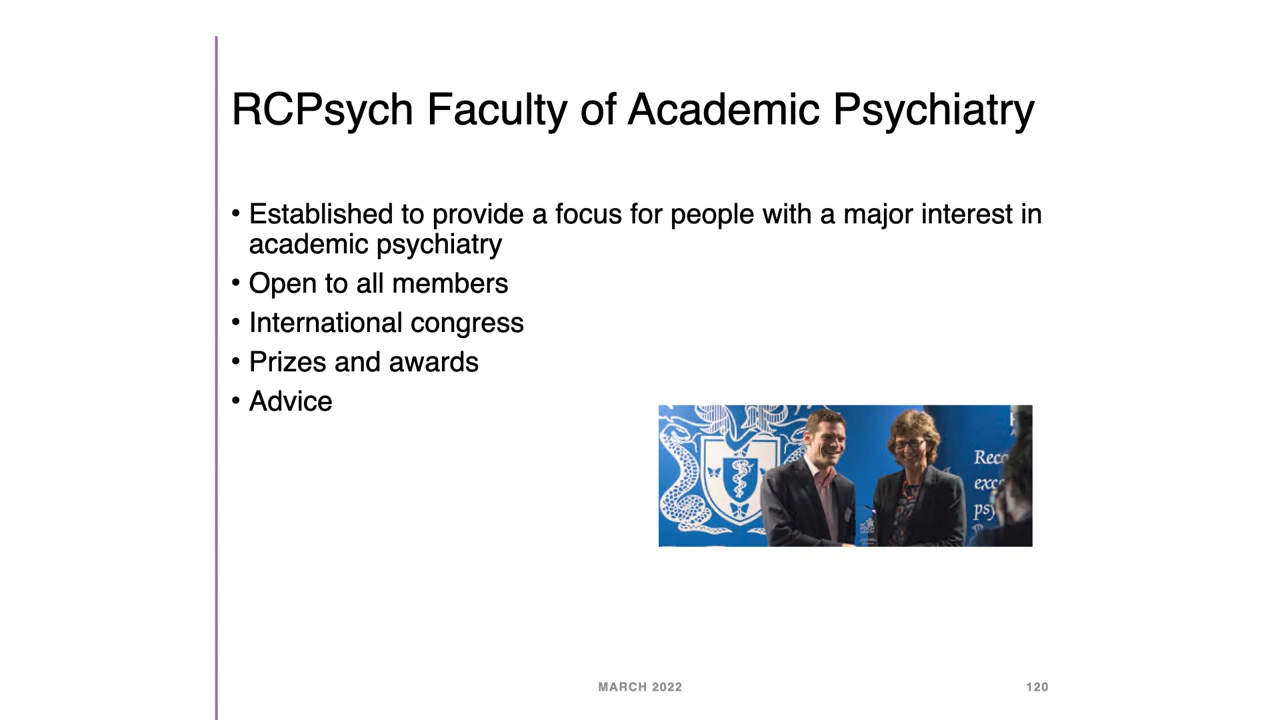 RCPsych Faculty of Academic Psychiatry
• Established to provide a focus for people with a major interest in
academic psychiatry
• Open to all members
• International congress
• Prizes and awards
• Advice
MARCH 2022
120